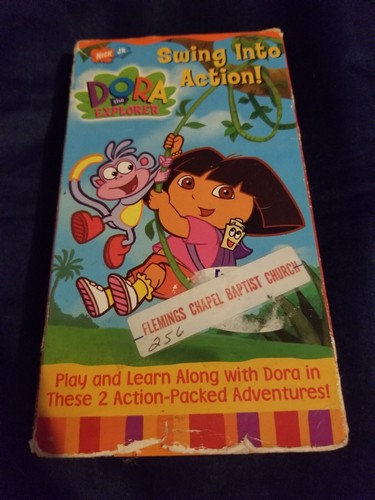 Nick Jr.
Swing Into
Action!
DORA
the
EXPLORER
FLEMINGS CHAPEL BAPTIST CHURCH
256
Play and Learn Along with Dora in
These 2 Action-Packed Adventures!